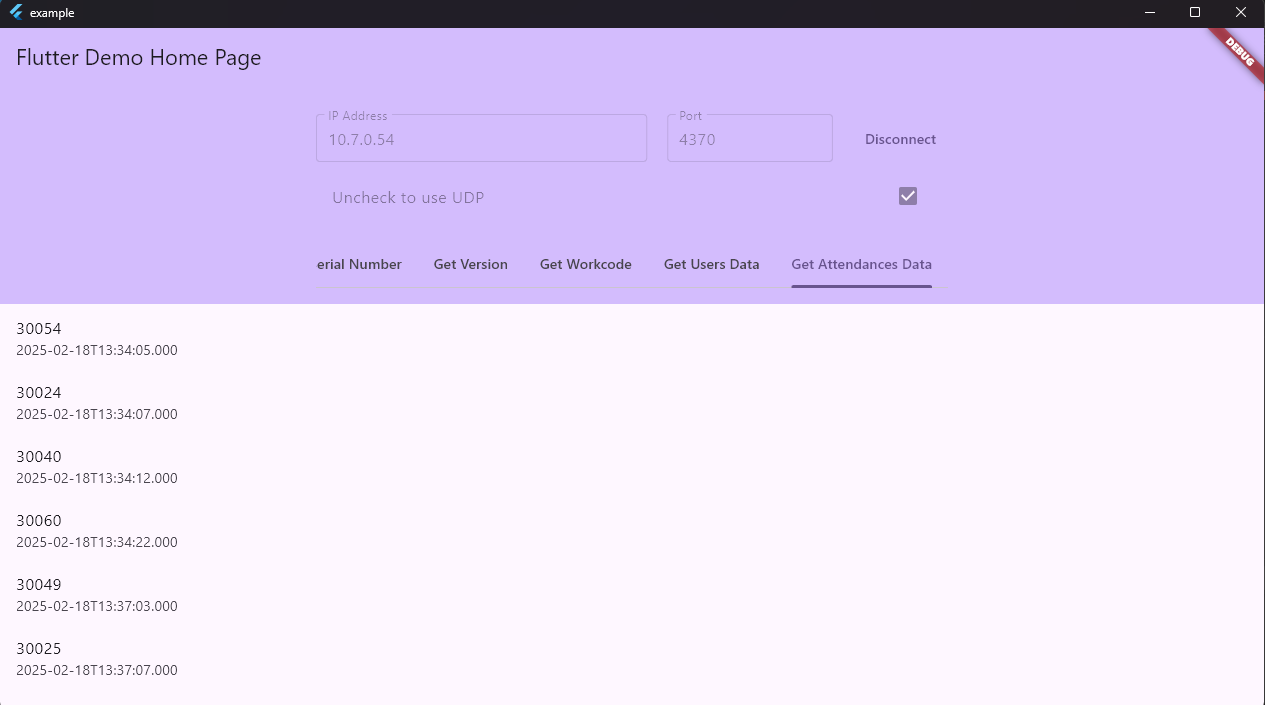 example
Flutter Demo Home Page
DEBUG
IP Address
10.7.0.54
Port
4370
Disconnect
Uncheck to use UDP
erial Number
Get Version
Get Workcode
Get Users Data
Get Attendances Data
30054
2025-02-18T13:34:05.000
30024
2025-02-18T13:34:07.000
30040
2025-02-18T13:34:12.000
30060
2025-02-18T13:34:22.000
30049
2025-02-18T13:37:03.000
30025
2025-02-18T13:37:07.000